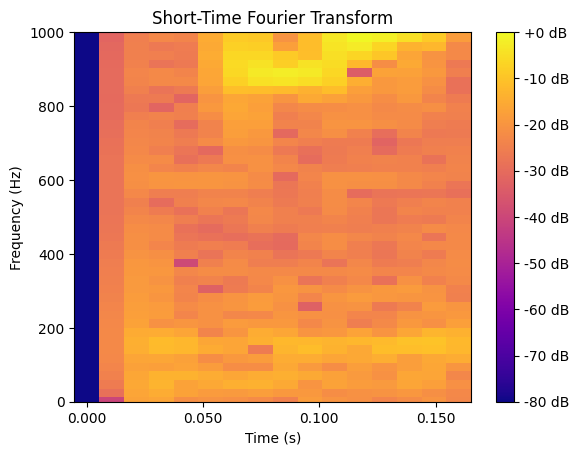 Short-Time Fourier Transform
1000
800
600
400
200
0
Frequency (Hz)
0.000
0.050
0.100
0.150
Time (s)
+0 dB
-10 dB
-20 dB
-30 dB
-40 dB
-50 dB
-60 dB
-70 dB
-80 dB